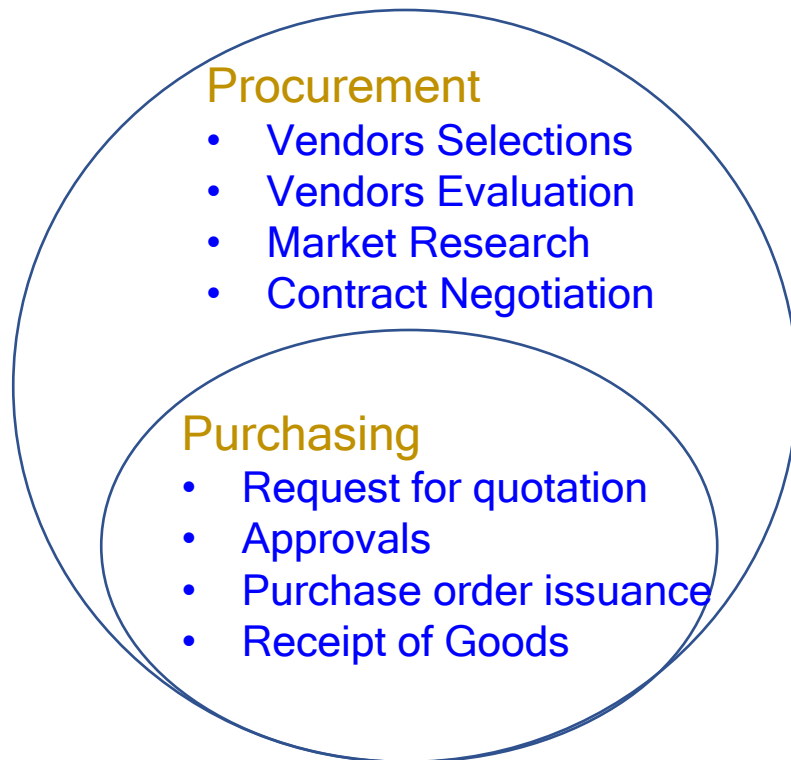 Procurement
• Vendors Selections
• Vendors Evaluation
• Market Research
• Contract Negotiation
Purchasing
• Request for quotation
• Approvals
• Purchase order issuance
• Receipt of Goods